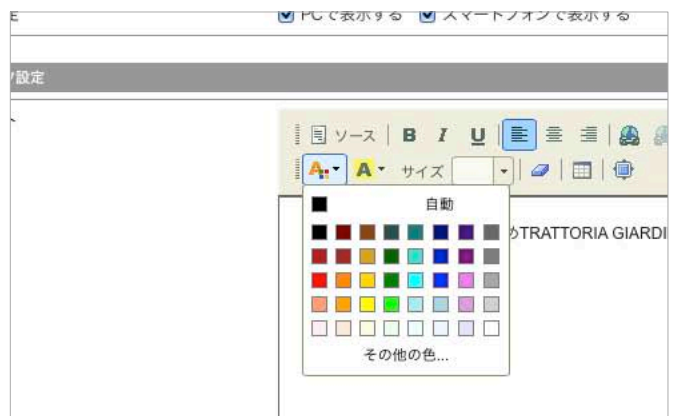 PCで表示する スマートフォンで表示する
設定
ソース B I U
A A サイズ
自動
TRATTORIA GIARDI
その他の色...